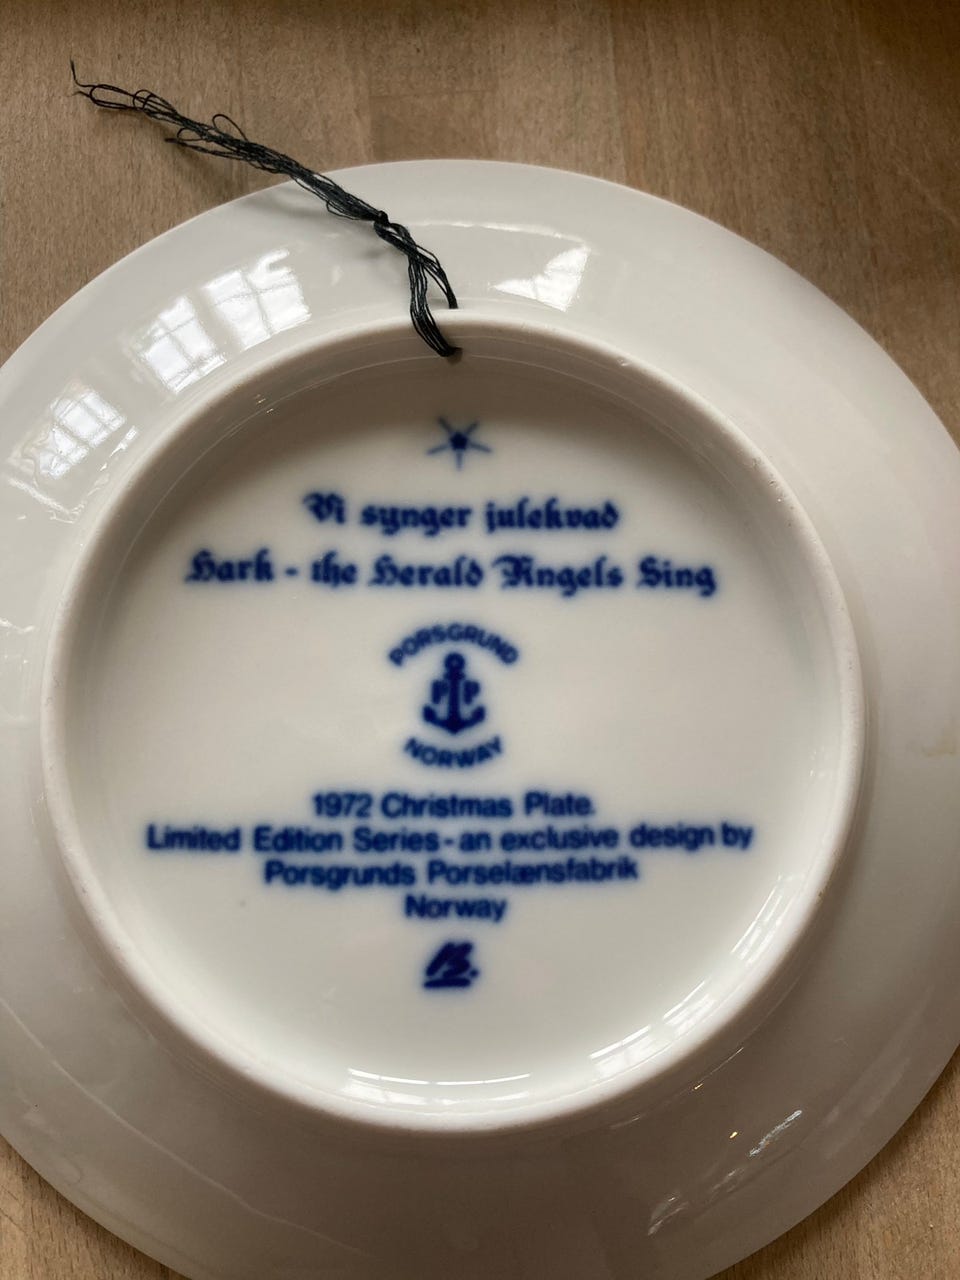 Vi synger julekvad
Hark - the Herald Angels Sing
PORSGRUND
P P
NORWAY
1972 Christmas Plate.
Limited Edition Series - an exclusive design by
Porsgrunds Porselænsfabrik
Norway